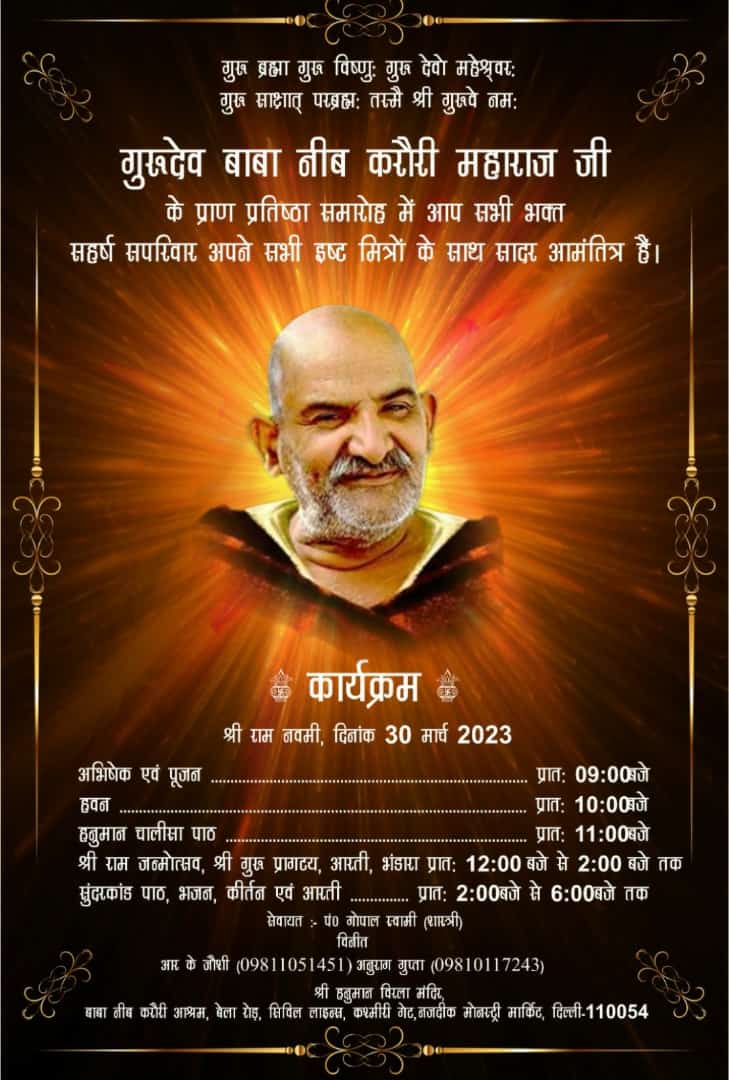 गुरू ब्रह्मा गुरू विष्णु: गुरू देवो महेश्र्वर:
गुरू साक्षात् परब्रह्म: तस्मै श्री गुरूवे नम:
गुरूदेव बाबा नीब करौरी महाराज जी
के प्राण प्रतिष्ठा समारोह में आप सभी भक्त
सहर्ष सपरिवार अपने सभी इष्ट मित्रों के साथ सादर आमंतित्र है।
कार्यक्रम
श्री राम नवमी, दिनांक 30 मार्च 2023
अभिषेक एवं पूजन ........................ प्रात: 09:00बजे
हवन ........................ प्रात: 10:00बजे
हनुमान चालीसा पाठ ........................ प्रात: 11:00बजे
श्री राम जन्मोत्सव, श्री गुरू प्रागटय, आरती, भंडारा प्रात: 12:00 बजे से 2:00 बजे तक
सुंदरकांड पाठ, भजन, कीर्तन एवं आरती ............... प्रात: 2:00बजे से 6:00बजे तक
सेवायत :- पं० गोपाल स्वामी (शास्त्री)
विनीत
आर के जौशी (09811051451) अनुराग गुप्ता (09810117243)
श्री हनुमान विरला मंदिर,
बाबा नीब करौरी आश्रम, बेला रोड़, सिविल लाइन्स, कश्मीरी गेट,नजदीक मोनस्ट्री मार्किट, दिल्ली-110054